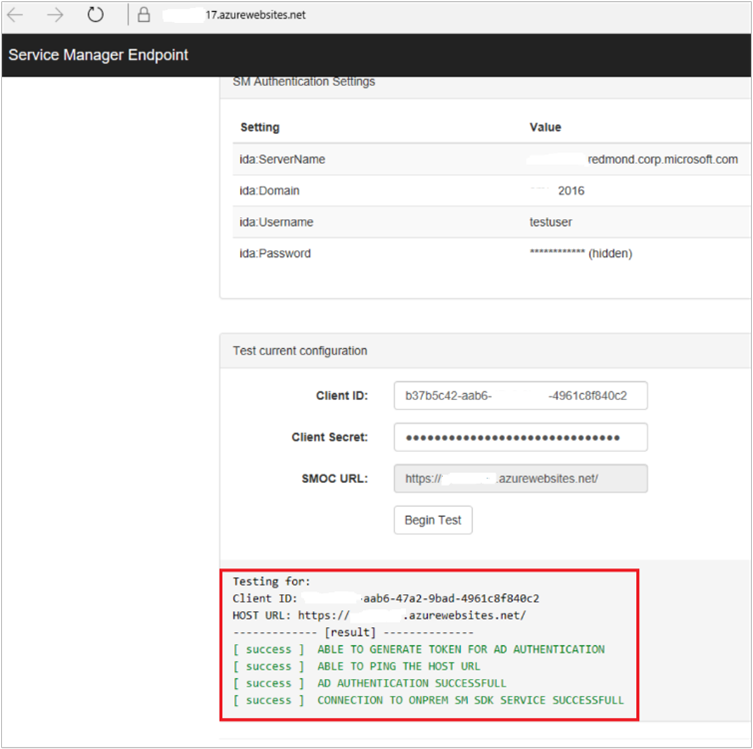 17.azurewebsites.net
Service Manager Endpoint
SM Authentication Settings
Setting Value
ida:ServerName redmond.corp.microsoft.com
ida:Domain 2016
ida:Username testuser
ida:Password ************ (hidden)
Test current configuration
Client ID: b37b5c42-aab6- -4961c8f840c2
Client Secret: ●●●●●●●●●●●●●●●●●●●●●●●●●●●●●●
SMOC URL: https:// .azurewebsites.net/
Begin Test
Testing for:
Client ID: -aab6-47a2-9bad-4961c8f840c2
HOST URL: https:// .azurewebsites.net/
------------- [result] --------------
[ success ] ABLE TO GENERATE TOKEN FOR AD AUTHENTICATION
[ success ] ABLE TO PING THE HOST URL
[ success ] AD AUTHENTICATION SUCCESSFULL
[ success ] CONNECTION TO ONPREM SM SDK SERVICE SUCCESSFULL